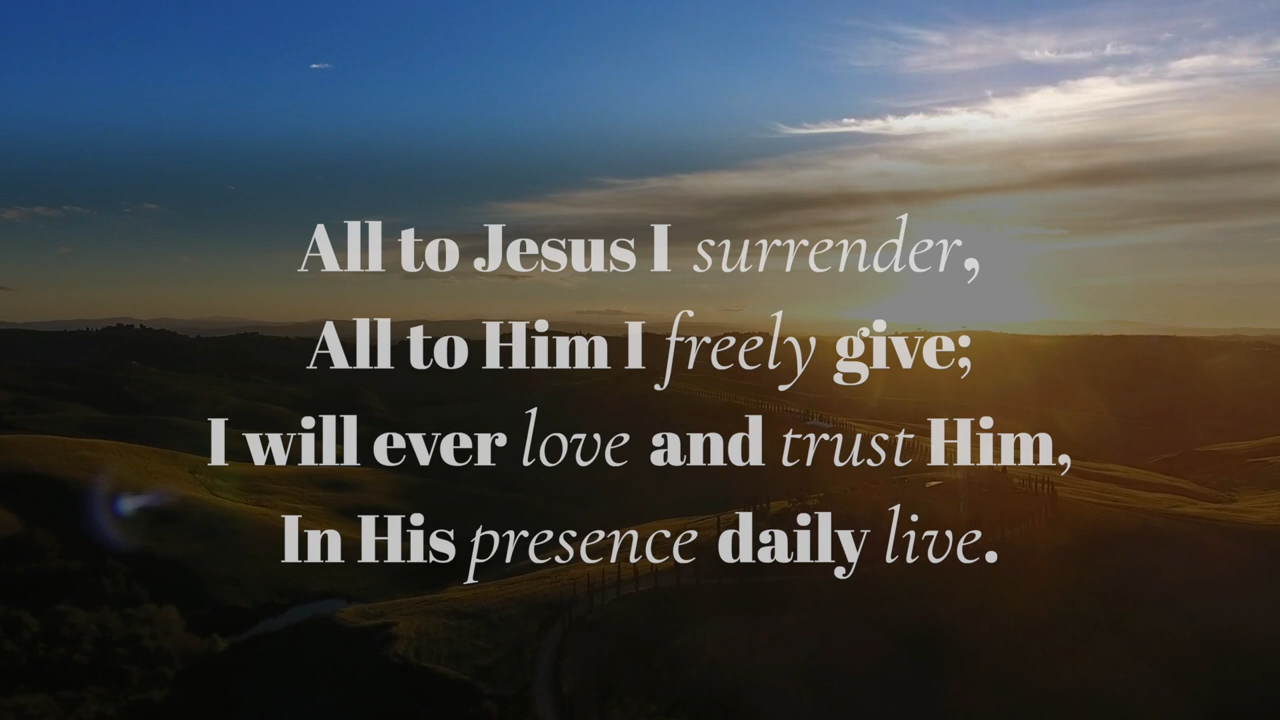 All to Jesus I surrender,
All to Him I freely give;
I will ever love and trust Him,
In His presence daily live.